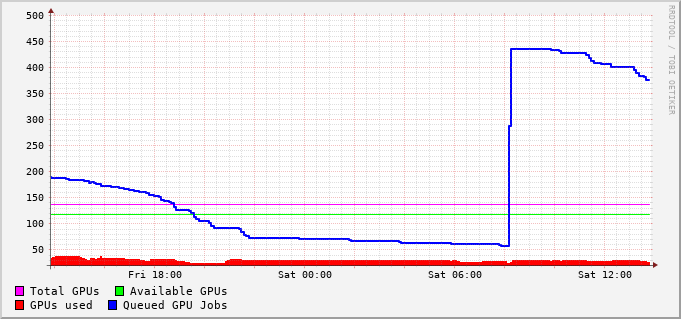 500
450
400
350
300
250
200
150
100
50
Fri 18:00 Sat 00:00 Sat 06:00 Sat 12:00
Total GPUs Available GPUs
GPUs used Queued GPU Jobs
RRDTOOL / TOBI OETIKER